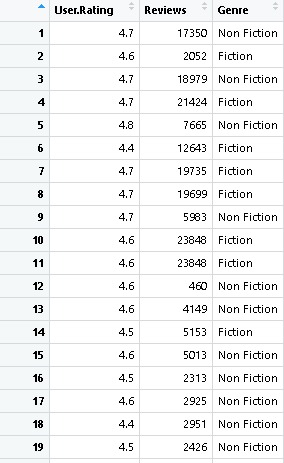 User.Rating Reviews Genre
1 4.7 17350 Non Fiction
2 4.6 2052 Fiction
3 4.7 18979 Non Fiction
4 4.7 21424 Fiction
5 4.8 7665 Non Fiction
6 4.4 12643 Fiction
7 4.7 19735 Fiction
8 4.7 19699 Fiction
9 4.7 5983 Non Fiction
10 4.6 23848 Fiction
11 4.6 23848 Fiction
12 4.6 460 Non Fiction
13 4.6 4149 Non Fiction
14 4.5 5153 Fiction
15 4.6 5013 Non Fiction
16 4.5 2313 Non Fiction
17 4.6 2925 Non Fiction
18 4.4 2951 Non Fiction
19 4.5 2426 Non Fiction